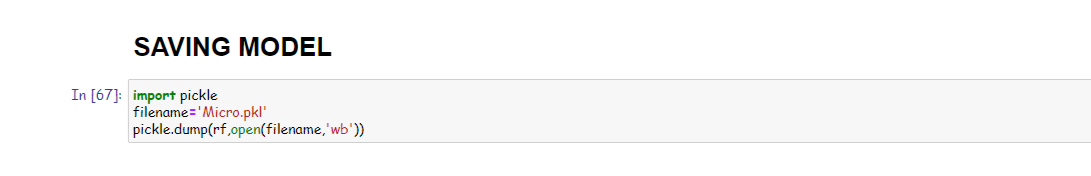 SAVING MODEL
In [67]: import pickle
filename='Micro.pkl'
pickle.dump(rf,open(filename,'wb'))